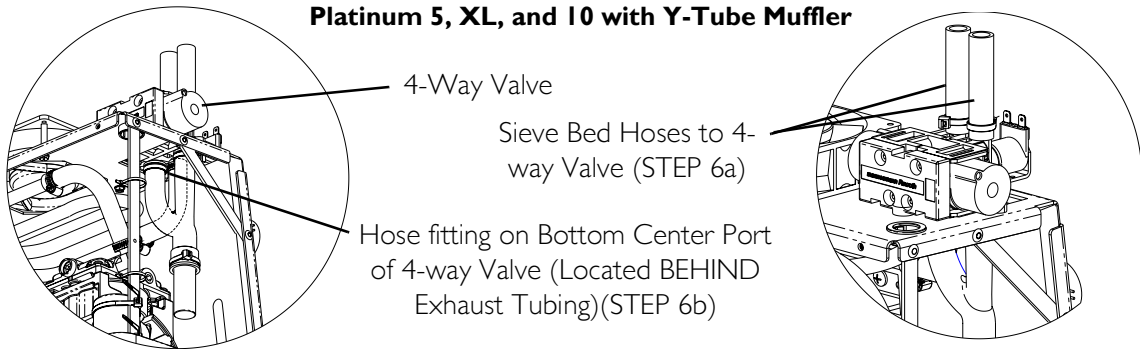 Platinum 5, XL, and 10 with Y-Tube Muffler
4-Way Valve
Sieve Bed Hoses to 4-
way Valve (STEP 6a)
Hose fitting on Bottom Center Port
of 4-way Valve (Located BEHIND
Exhaust Tubing)(STEP 6b)